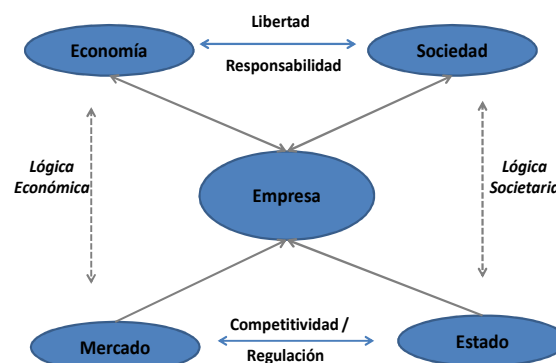 Libertad
Economía
Sociedad
Responsabilidad
Lógica
Económica
Lógica
Societaria
Empresa
Competitividad /
Mercado
Estado
Regulación